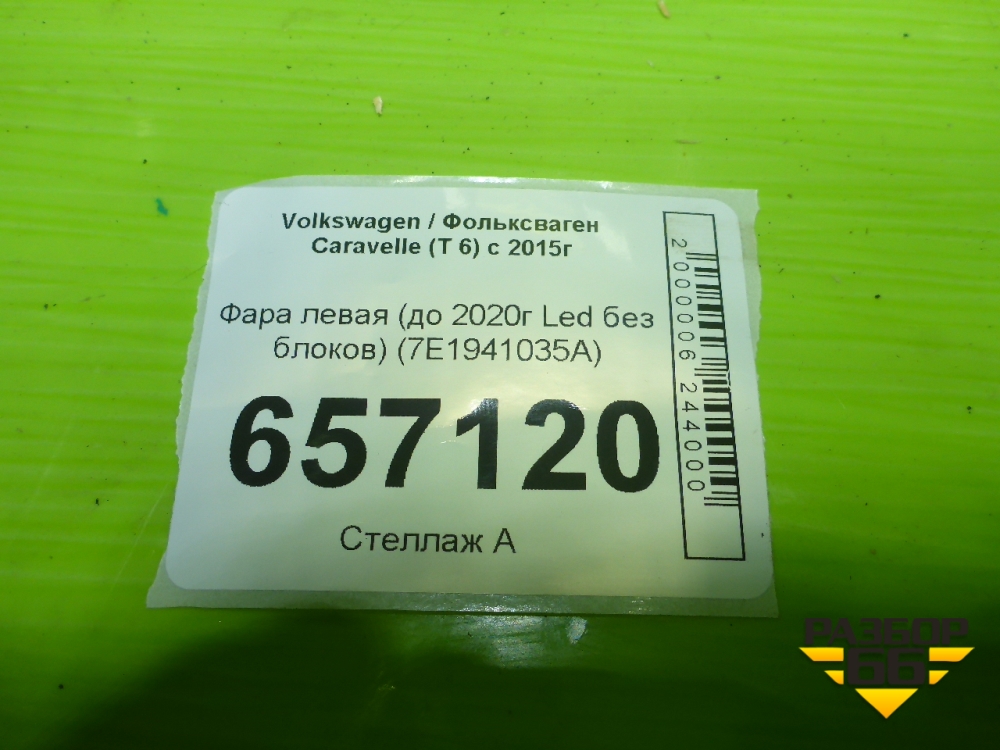 Volkswagen / Фольксваген
Caravelle (T 6) с 2015г
Фара левая (до 2020г Led без
блоков) (7E1941035A)
657120
Стеллаж А
2000006244000
РАЗБОР
66